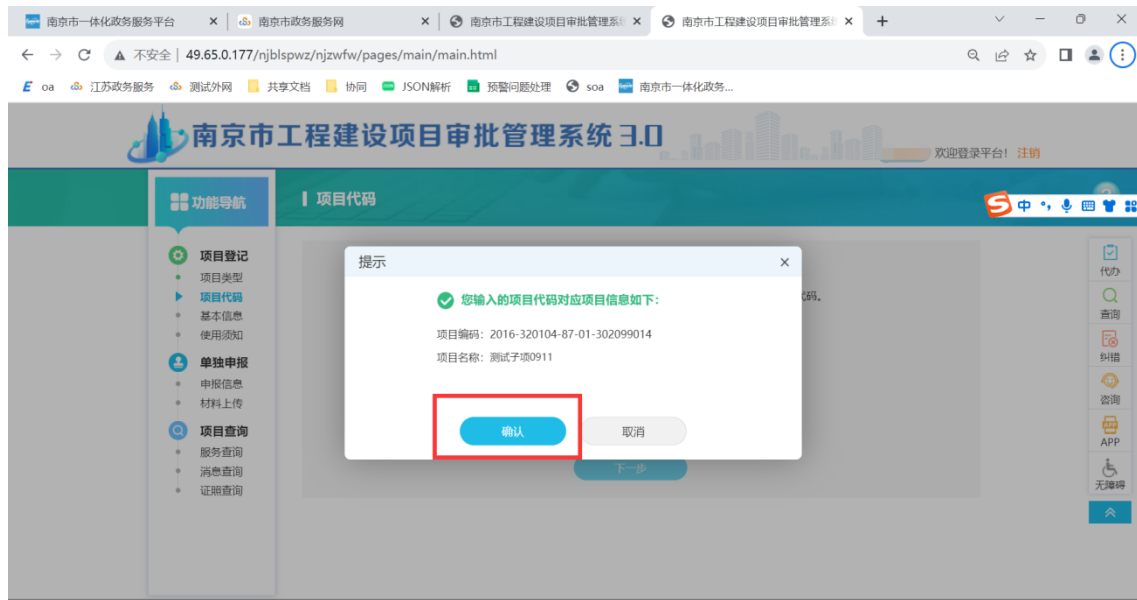 南京市一体化政务服务平台
南京市政务服务网
南京市工程建设项目审批管理系
南京市工程建设项目审批管理系
不安全 | 49.65.0.177/njblspwz/njzwfw/pages/main/main.html
oa 江苏政务服务 测试外网 共享文档 协同 JSON解析 预警问题处理 soa 南京市一体化政务...
南京市工程建设项目审批管理系统 3.0
欢迎登录平台! 注销
功能导航
项目代码
中
项目登记
项目类型
项目代码
基本信息
使用须知
单独申报
申报信息
材料上传
项目查询
服务查询
消息查询
证照查询
提示
您输入的项目代码对应项目信息如下:
项目编码: 2016-320104-87-01-302099014
项目名称: 测试子项0911
确认
取消
代码。
下一步
代办
查询
纠错
咨询
APP
无障碍